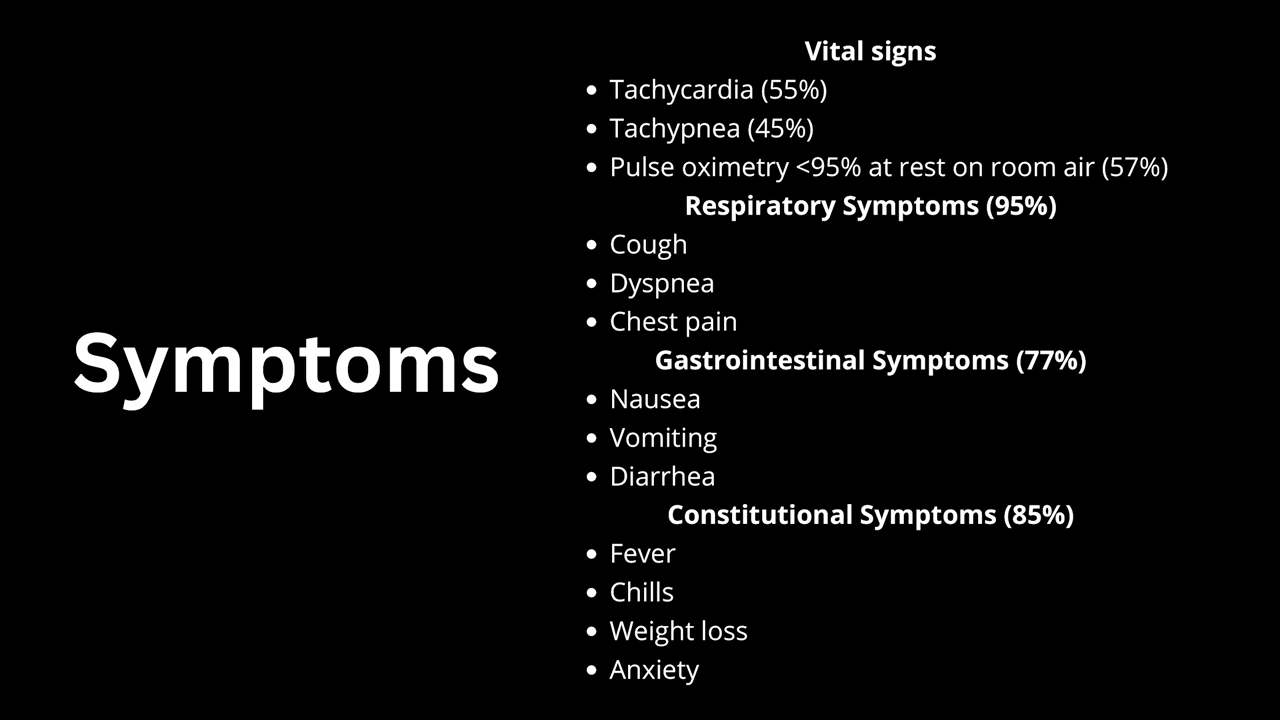 Symptoms
Vital signs
• Tachycardia (55%)
• Tachypnea (45%)
• Pulse oximetry <95% at rest on room air (57%)
Respiratory Symptoms (95%)
• Cough
• Dyspnea
• Chest pain
Gastrointestinal Symptoms (77%)
• Nausea
• Vomiting
• Diarrhea
Constitutional Symptoms (85%)
• Fever
• Chills
• Weight loss
• Anxiety